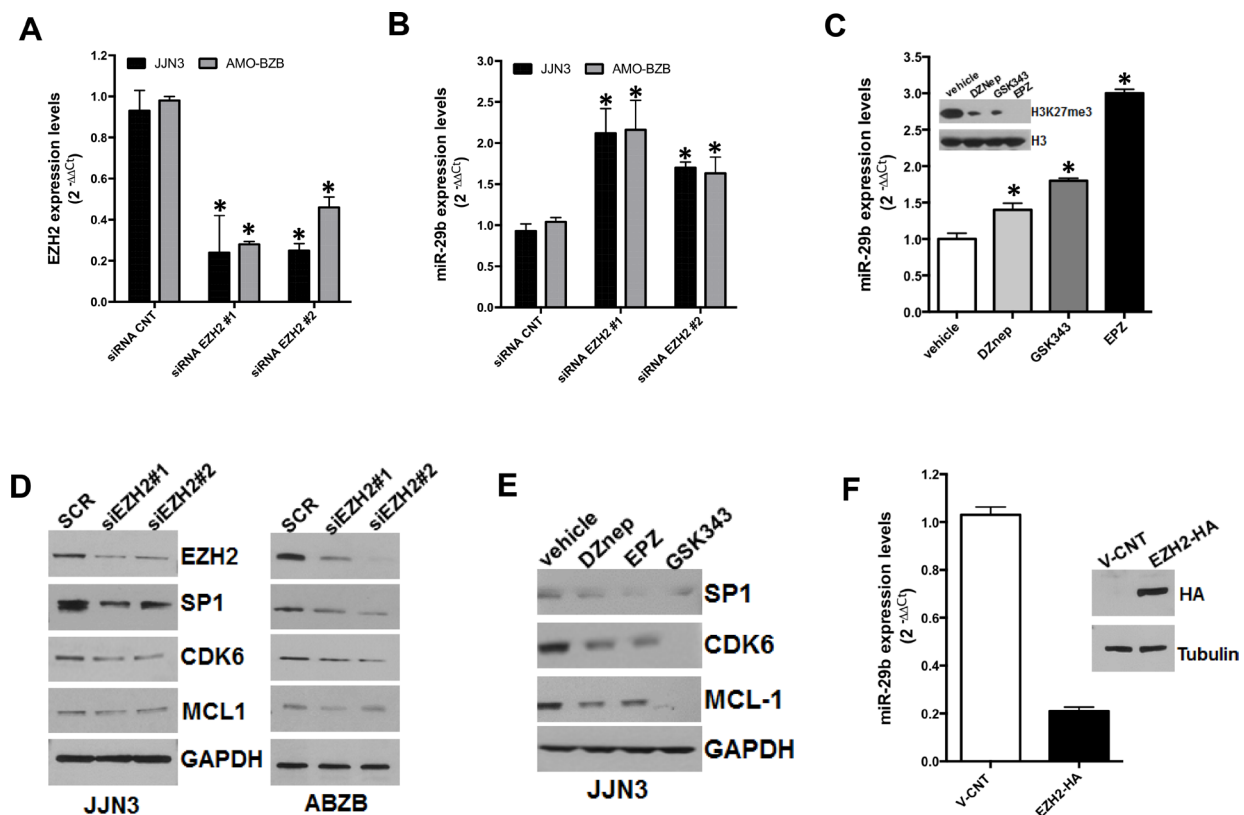 A
EZH2 expression levels
(2 -ΔΔCt)
JJN3
AMO-BZB
1.2
1.0
0.8
0.6
0.4
0.2
0.0
*
*
*
*
siRNA CNT
siRNA EZH2 #1
siRNA EZH2 #2
B
miR-29b expression levels
(2 -ΔΔCt)
JJN3
AMO-BZB
3.0
2.5
2.0
1.5
1.0
0.5
0.0
*
*
*
*
siRNA CNT
siRNA EZH2 #1
siRNA EZH2 #2
C
miR-29b expression levels
(2 -ΔΔCt)
3.5
3.0
2.5
2.0
1.5
1.0
0.5
0.0
vehicle
DZNep
GSK343
EPZ
H3K27me3
H3
*
*
*
vehicle
DZnep
GSK343
EPZ
D
SCR
siEZH2#1
siEZH2#2
SCR
siEZH2#1
siEZH2#2
EZH2
SP1
CDK6
MCL1
GAPDH
JJN3
ABZB
E
vehicle
DZnep
EPZ
GSK343
SP1
CDK6
MCL-1
GAPDH
JJN3
F
miR-29b expression levels
(2 -ΔΔCt)
1.2
1.0
0.8
0.6
0.4
0.2
0.0
V-CNT
EZH2-HA
HA
Tubulin
V-CNT
EZH2-HA